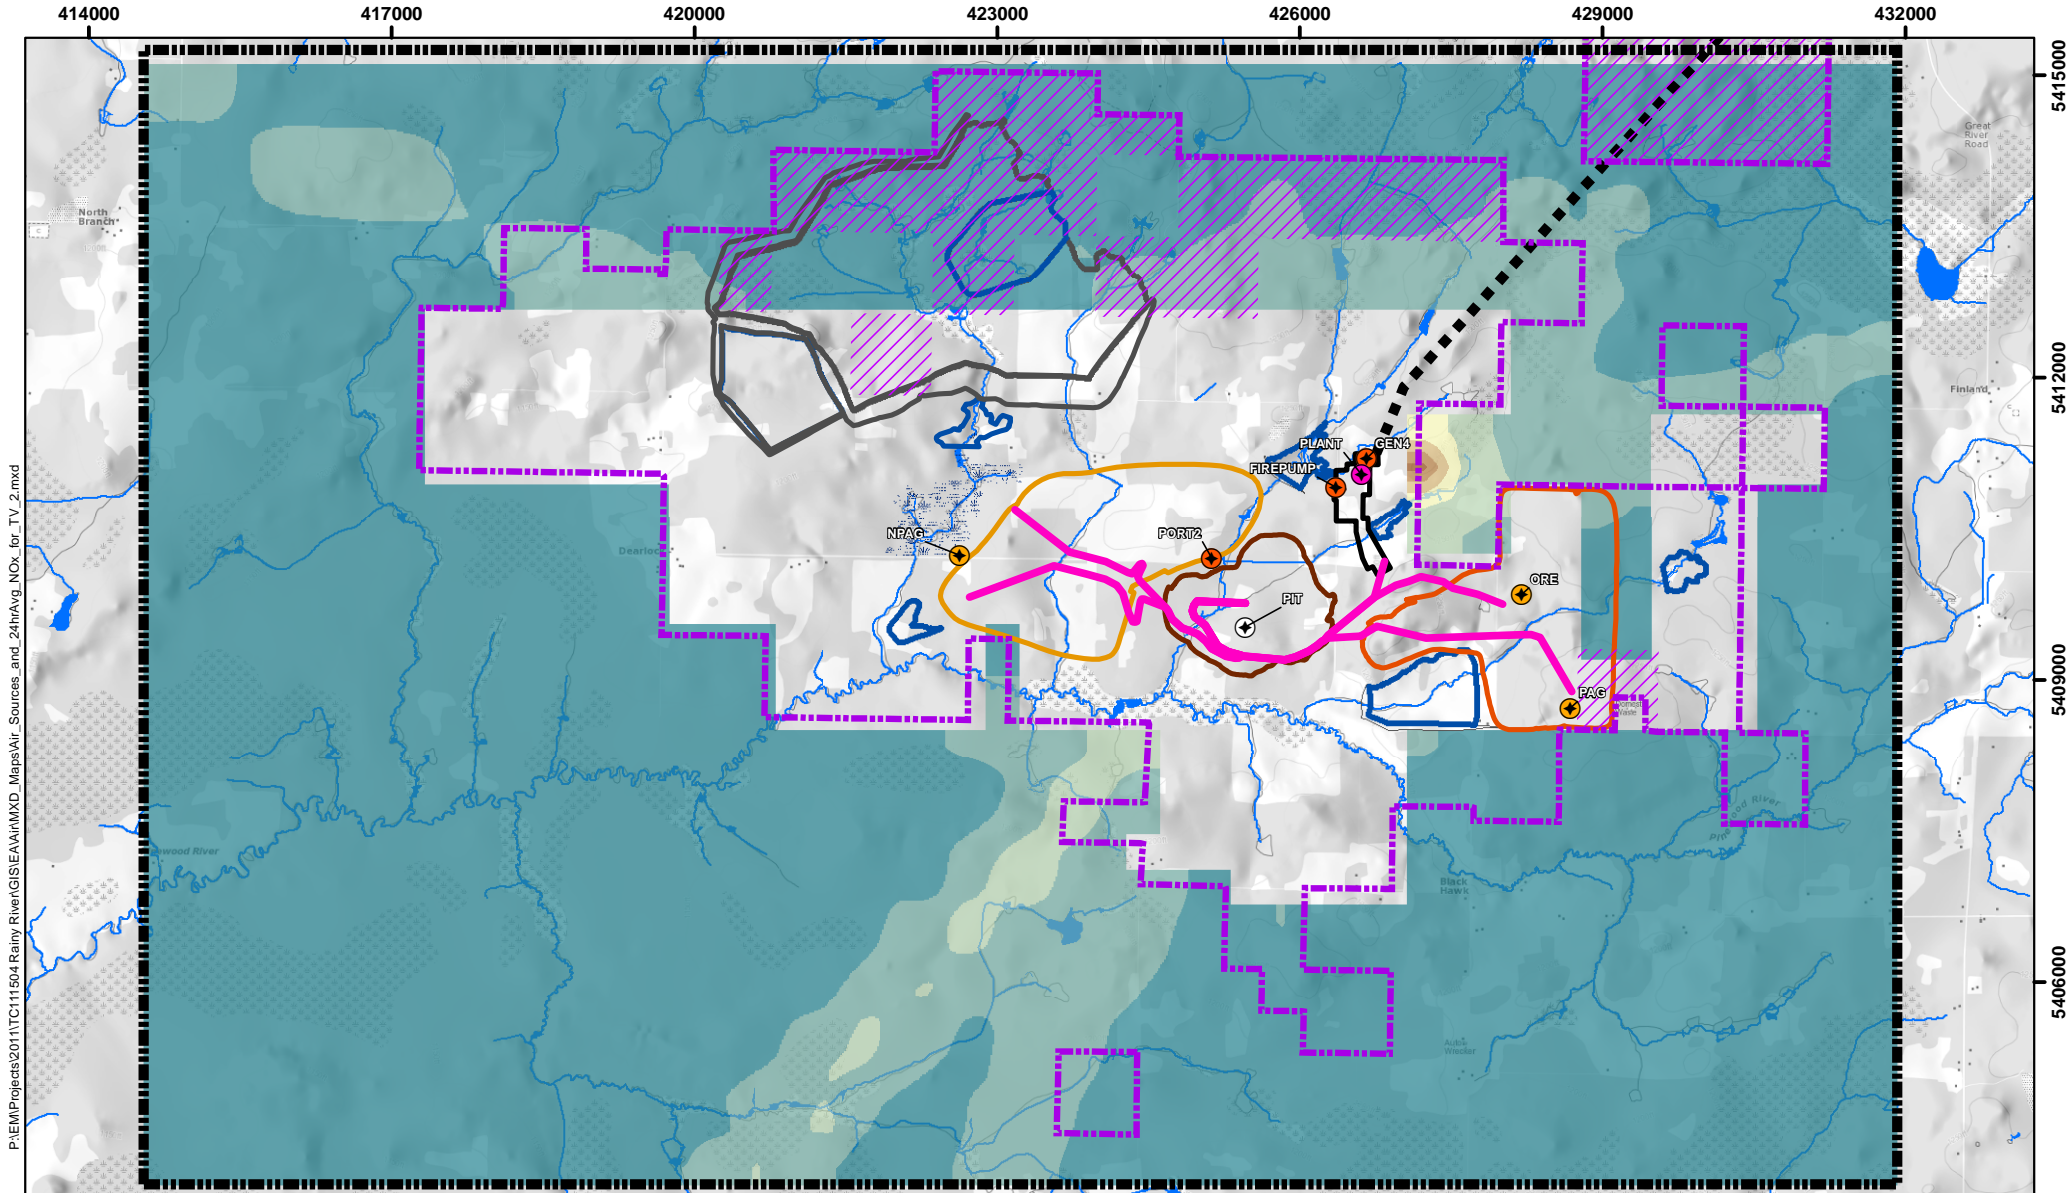 414000
417000
420000
423000
426000
429000
432000
5415000
5412000
5409000
5406000
Great
River
Road
North
Branch
Finland
PLANT
GEN4
FIREPUMP
NPAG
PORT2
Dearlock
ORE
PIT
PAG
Pinewood River
Black
Hawk
P:\EM\Projects\2011\TC111504 Rainy River\GIS\EA\Air\MXD_Maps\Air_Sources_and_24hrAvg_NOx_for_TV_2.mxd